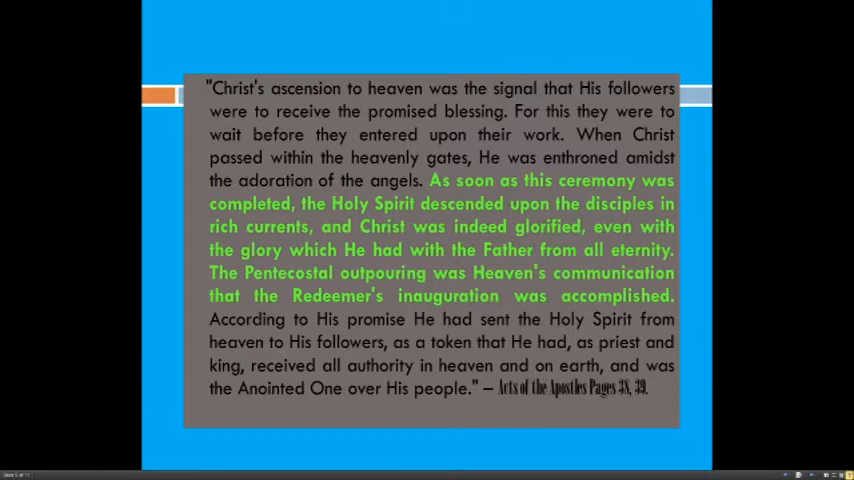 "Christ's ascension to heaven was the signal that His followers
were to receive the promised blessing. For this they were to
wait before they entered upon their work. When Christ
passed within the heavenly gates, He was enthroned amidst
the adoration of the angels. As soon as this ceremony was
completed, the Holy Spirit descended upon the disciples in
rich currents, and Christ was indeed glorified, even with
the glory which He had with the Father from all eternity.
The Pentecostal outpouring was Heaven's communication
that the Redeemer's inauguration was accomplished.
According to His promise He had sent the Holy Spirit from
heaven to His followers, as a token that He had, as priest and
king, received all authority in heaven and on earth, and was
the Anointed One over His people." – Acts of the Apostles Pages 38, 39.
Slide 5 of 11